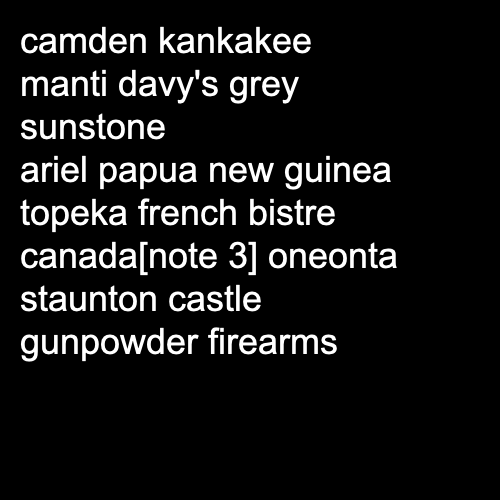 camden kankakee
manti davy's grey
sunstone
ariel papua new guinea
topeka french bistre
canada[note 3] oneonta
staunton castle
gunpowder firearms